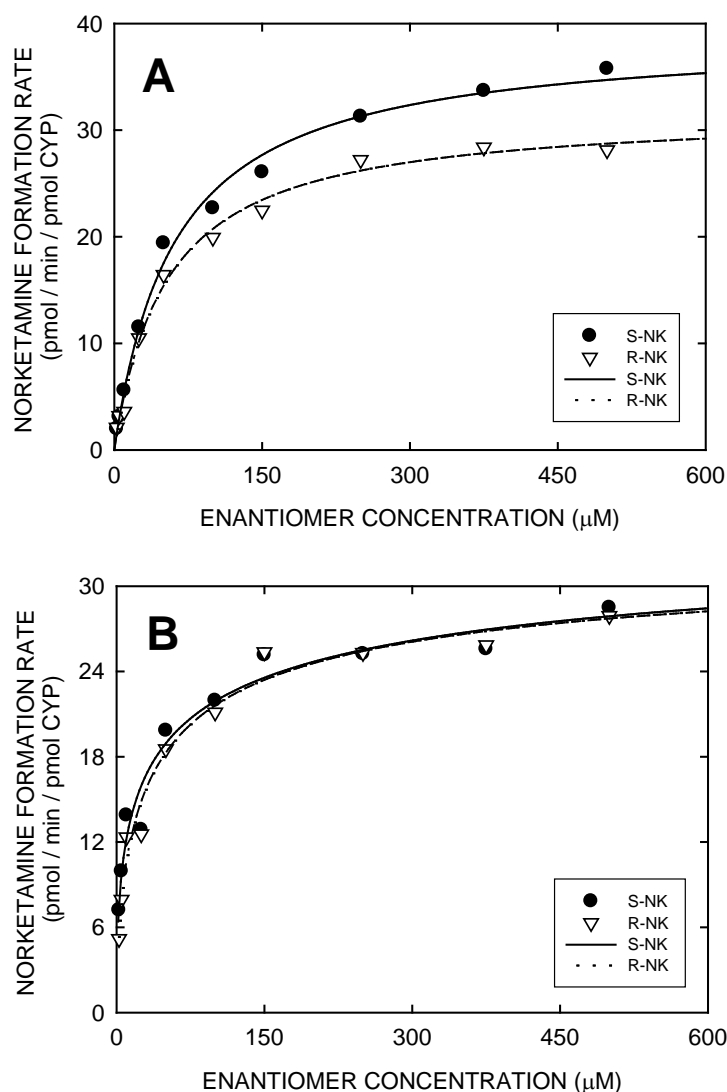 A
NORKETAMINE FORMATION RATE
(pmol / min / pmol CYP)
40
30
20
10
0
S-NK
R-NK
S-NK
R-NK
0 150 300 450 600
ENANTIOMER CONCENTRATION (μM)
B
NORKETAMINE FORMATION RATE
(pmol / min / pmol CYP)
30
24
18
12
6
0
S-NK
R-NK
S-NK
R-NK
0 150 300 450 600
ENANTIOMER CONCENTRATION (μM)